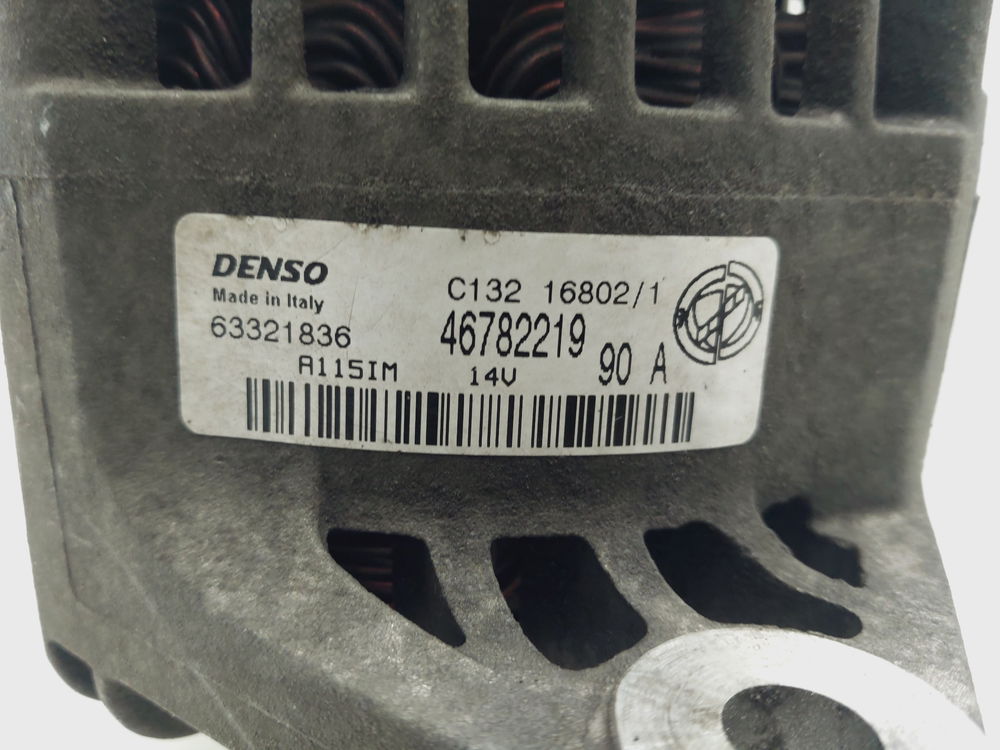 DENSO
Made in Italy
63321836
A115IM
C132 16802/1
46782219
14V
90 A